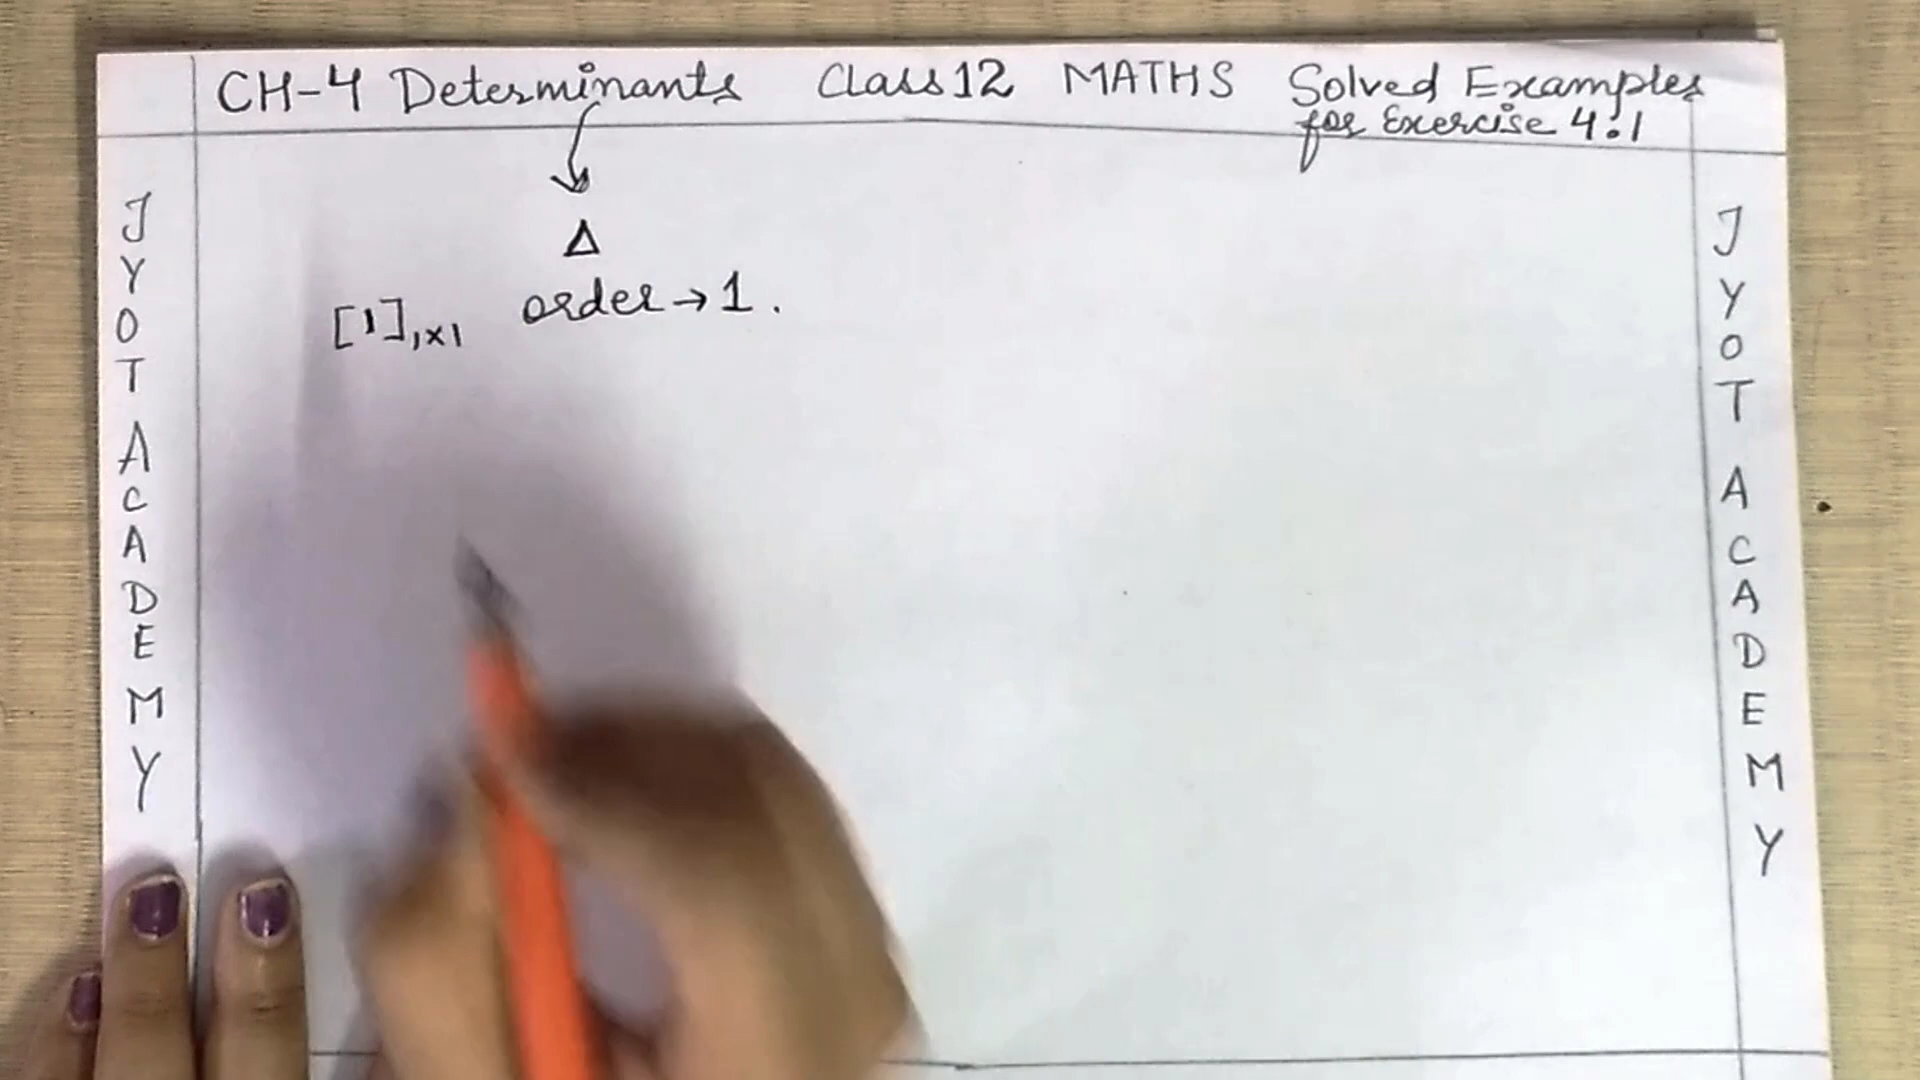 CH-4 Determinants Class 12 MATHS Solved Examples
for Exercise 4.1
Δ
order → 1.
[1]1×1
JYOT ACADEMY
JYOT ACADEMY